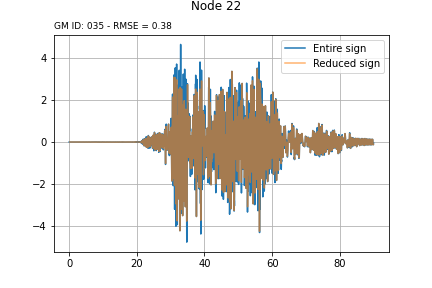 Node 22
GM ID: 035 - RMSE = 0.38
Entire sign
Reduced sign
4
2
0
−2
−4
0 20 40 60 80